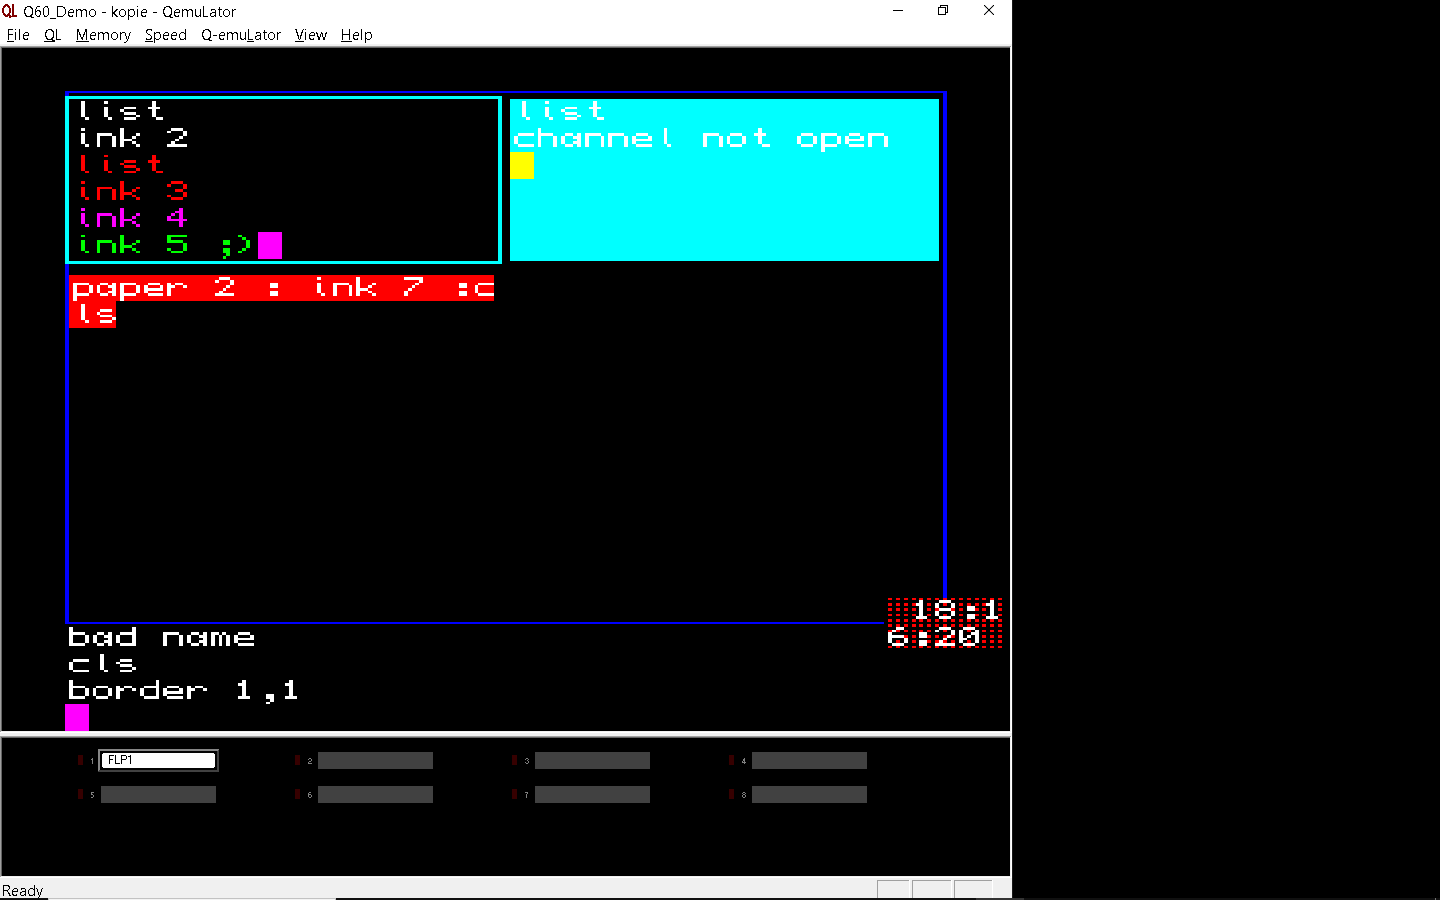 QL Q60_Demo - kopie - QemuLator
File QL Memory Speed Q-emuLator View Help
list
ink 2
list
ink 3
ink 4
ink 5 ;)
list
channel not open
paper 2 : ink 7 :c
ls
18:1
6:20
bad name
cls
border 1,1
1 FLP1 2 3 4
5 6 7 8
Ready